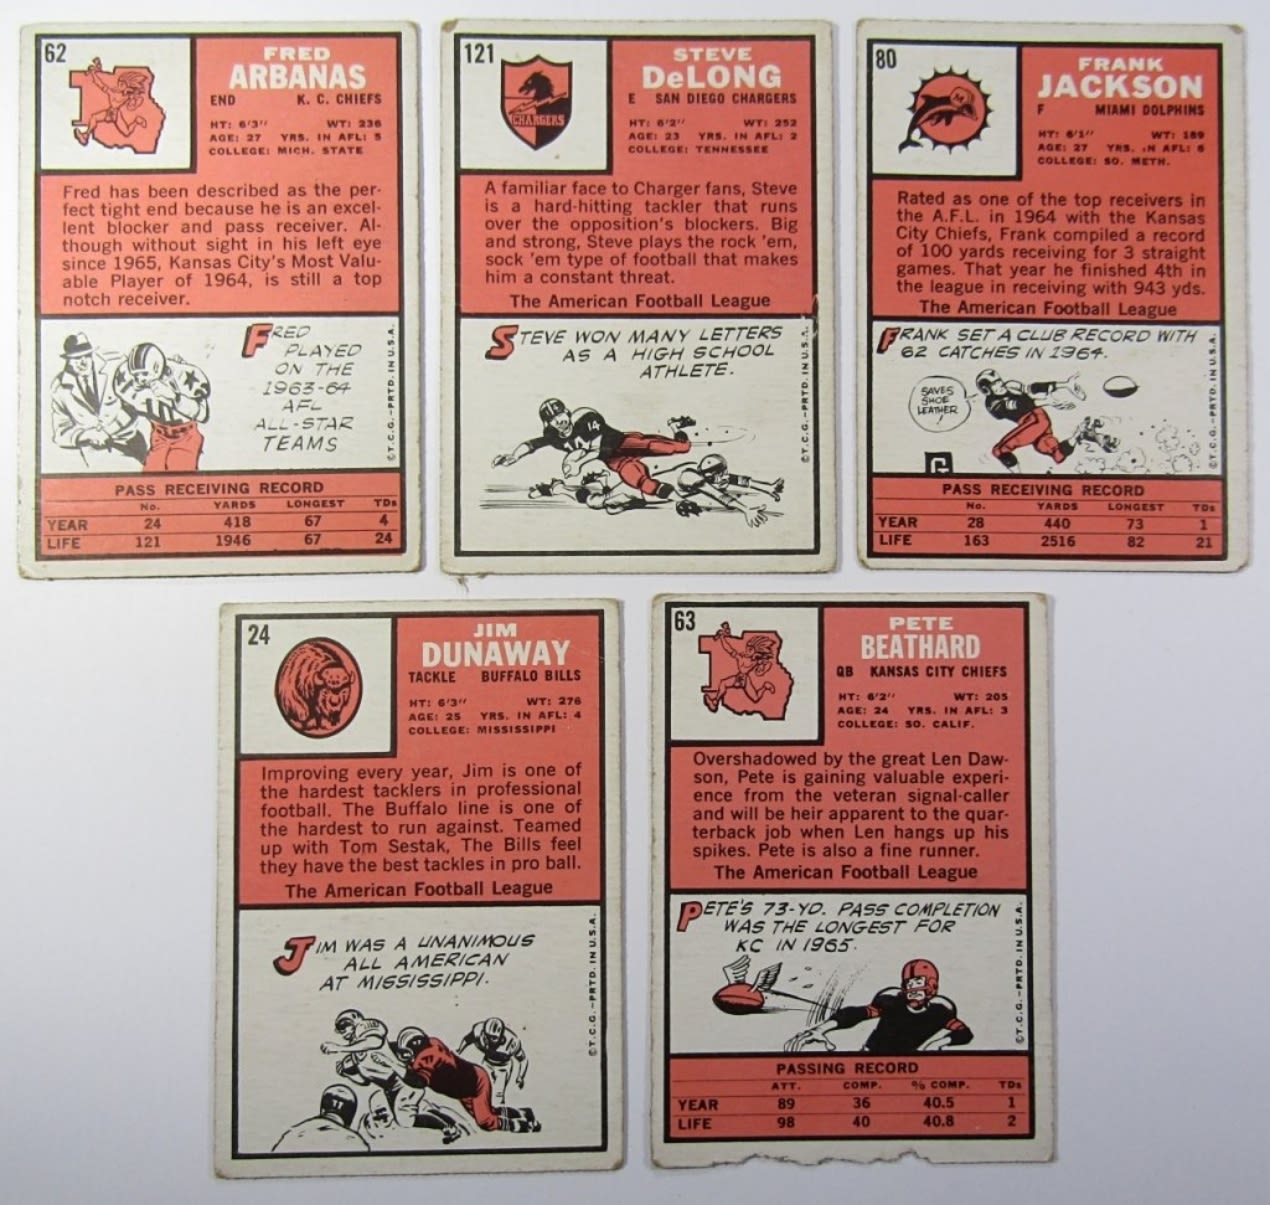 62
FRED
ARBANAS
END K. C. CHIEFS
HT: 6'3" WT: 236
AGE: 27 YRS. IN AFL: 5
COLLEGE: MICH. STATE
Fred has been described as the per-
fect tight end because he is an excel-
lent blocker and pass receiver. Al-
though without sight in his left eye
since 1965, Kansas City's Most Valu-
able Player of 1964, is still a top
notch receiver.
FRED
PLAYED
ON THE
1963-64
AFL
ALL-STAR
TEAMS
©T.C.G.—PRTD. IN U.S.A.
PASS RECEIVING RECORD
No. YARDS LONGEST TDs
YEAR 24 418 67 4
LIFE 121 1946 67 24
121
CHARGERS
STEVE
DeLONG
E SAN DIEGO CHARGERS
HT: 6'2" WT: 252
AGE: 23 YRS. IN AFL: 2
COLLEGE: TENNESSEE
A familiar face to Charger fans, Steve
is a hard-hitting tackler that runs
over the opposition's blockers. Big
and strong, Steve plays the rock 'em,
sock 'em type of football that makes
him a constant threat.
The American Football League
STEVE WON MANY LETTERS
AS A HIGH SCHOOL
ATHLETE.
14
14
©T.C.G.—PRTD. IN U.S.A.
80
M
FRANK
JACKSON
F MIAMI DOLPHINS
HT: 6'1" WT: 189
AGE: 27 YRS. IN AFL: 6
COLLEGE: SO. METH.
Rated as one of the top receivers in
the A.F.L. in 1964 with the Kansas
City Chiefs, Frank compiled a record
of 100 yards receiving for 3 straight
games. That year he finished 4th in
the league in receiving with 943 yds.
The American Football League
FRANK SET A CLUB RECORD WITH
62 CATCHES IN 1964.
SAVES
SHOE
LEATHER
G
©T.C.G.—PRTD. IN U.S.A.
PASS RECEIVING RECORD
No. YARDS LONGEST TDs
YEAR 28 440 73 1
LIFE 163 2516 82 21
24
JIM
DUNAWAY
TACKLE BUFFALO BILLS
HT: 6'3" WT: 276
AGE: 25 YRS. IN AFL: 4
COLLEGE: MISSISSIPPI
Improving every year, Jim is one of
the hardest tacklers in professional
football. The Buffalo line is one of
the hardest to run against. Teamed
up with Tom Sestak, The Bills feel
they have the best tackles in pro ball.
The American Football League
JIM WAS A UNANIMOUS
ALL AMERICAN
AT MISSISSIPPI.
©T.C.G.—PRTD. IN U.S.A.
63
PETE
BEATHARD
QB KANSAS CITY CHIEFS
HT: 6'2" WT: 205
AGE: 24 YRS. IN AFL: 3
COLLEGE: SO. CALIF.
Overshadowed by the great Len Daw-
son, Pete is gaining valuable experi-
ence from the veteran signal-caller
and will be heir apparent to the quar-
terback job when Len hangs up his
spikes. Pete is also a fine runner.
The American Football League
PETE'S 73-YD. PASS COMPLETION
WAS THE LONGEST FOR
KC IN 1965.
©T.C.G.—PRTD. IN U.S.A.
PASSING RECORD
ATT. COMP. % COMP. TDs
YEAR 89 36 40.5 1
LIFE 98 40 40.8 2